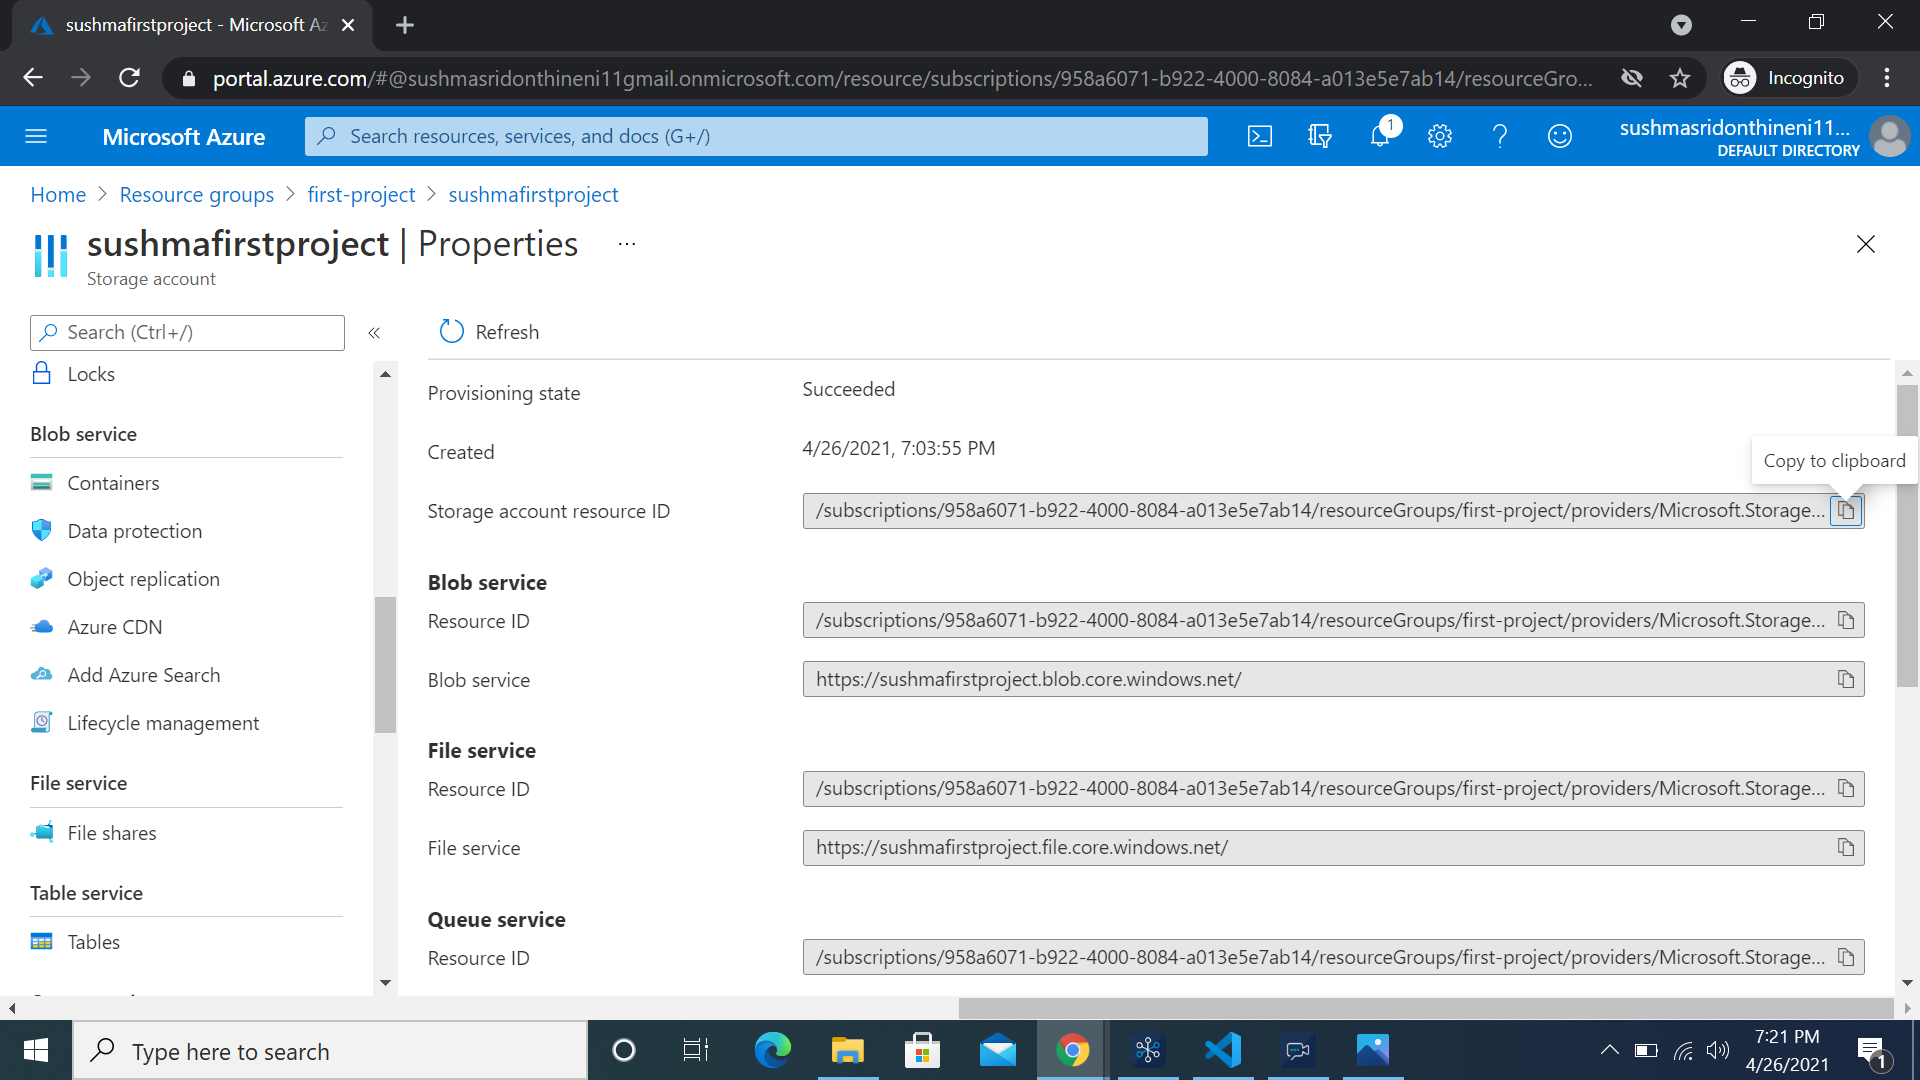 sushmafirstproject - Microsoft Az
portal.azure.com/#@sushmasridonthineni11gmail.onmicrosoft.com/resource/subscriptions/958a6071-b922-4000-8084-a013e5e7ab14/resourceGro...
Incognito
Microsoft Azure
Search resources, services, and docs (G+/)
1
sushmasridonthineni11...
DEFAULT DIRECTORY
Home > Resource groups > first-project > sushmafirstproject
sushmafirstproject | Properties ...
Storage account
Search (Ctrl+/)
«
Refresh
Locks
Blob service
Containers
Data protection
Object replication
Azure CDN
Add Azure Search
Lifecycle management
File service
File shares
Table service
Tables
Provisioning state
Succeeded
Created
4/26/2021, 7:03:55 PM
Copy to clipboard
Storage account resource ID
/subscriptions/958a6071-b922-4000-8084-a013e5e7ab14/resourceGroups/first-project/providers/Microsoft.Storage...
Blob service
Resource ID
/subscriptions/958a6071-b922-4000-8084-a013e5e7ab14/resourceGroups/first-project/providers/Microsoft.Storage...
Blob service
https://sushmafirstproject.blob.core.windows.net/
File service
Resource ID
/subscriptions/958a6071-b922-4000-8084-a013e5e7ab14/resourceGroups/first-project/providers/Microsoft.Storage...
File service
https://sushmafirstproject.file.core.windows.net/
Queue service
Resource ID
/subscriptions/958a6071-b922-4000-8084-a013e5e7ab14/resourceGroups/first-project/providers/Microsoft.Storage...
Type here to search
7:21 PM
4/26/2021
1